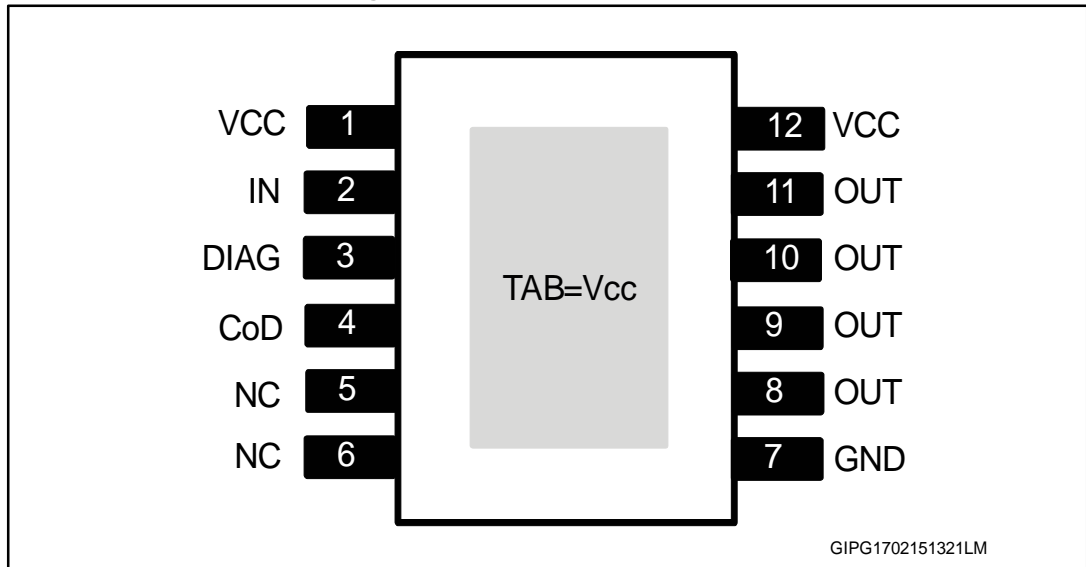 VCC 1 12 VCC
IN 2 11 OUT
DIAG 3 10 OUT
TAB=Vcc
CoD 4 9 OUT
NC 5 8 OUT
NC 6 7 GND
GIPG1702151321LM